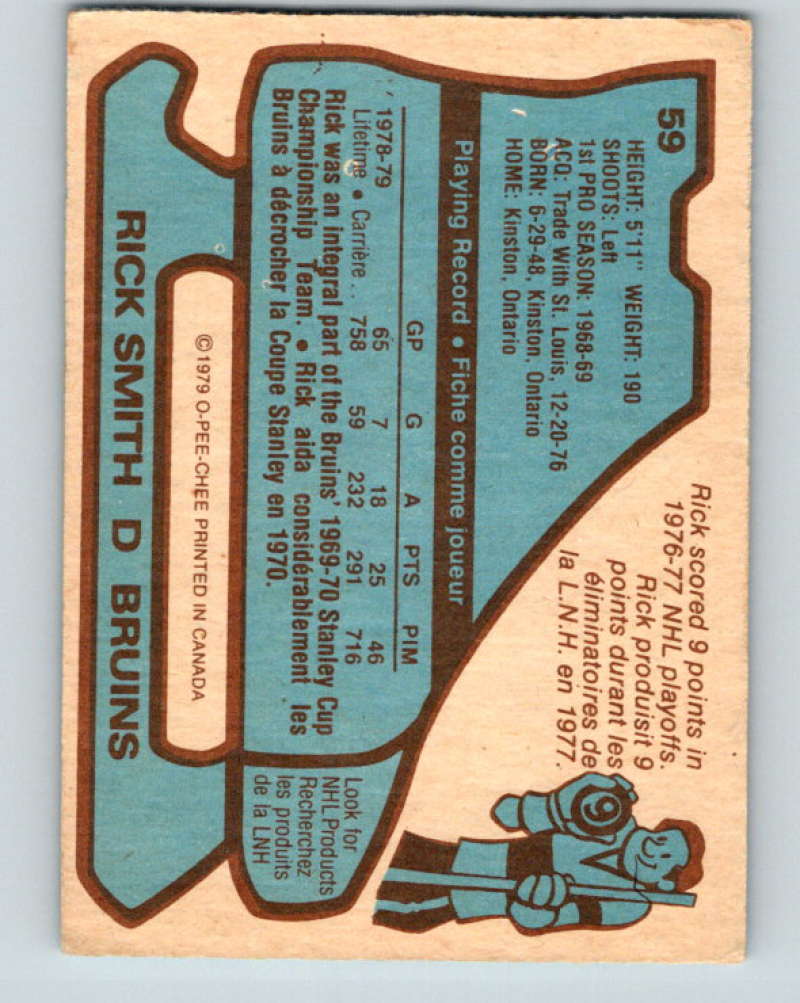 59
HEIGHT: 5'11" WEIGHT: 190
SHOOTS: Left
1st PRO SEASON: 1968-69
ACQ: Trade With St. Louis, 12-20-76
BORN: 6-29-48, Kinston, Ontario
HOME: Kinston, Ontario
Rick scored 9 points in
1976-77 NHL playoffs.
Rick produisit 9
points durant les
éliminatoires de
la L.N.H. en 1977.
9
Playing Record • Fiche comme joueur
GP G A PTS PIM
1978-79 65 7 18 25 46
Lifetime • Carrière .. 758 59 232 291 716
Rick was an integral part of the Bruins' 1969-70 Stanley Cup
Championship Team. • Rick aida considérablement les
Bruins à décrocher la Coupe Stanley en 1970.
Look for
NHL Products
Recherchez
les produits
de la LNH
©1979 O-PEE-CHEE PRINTED IN CANADA
RICK SMITH D BRUINS